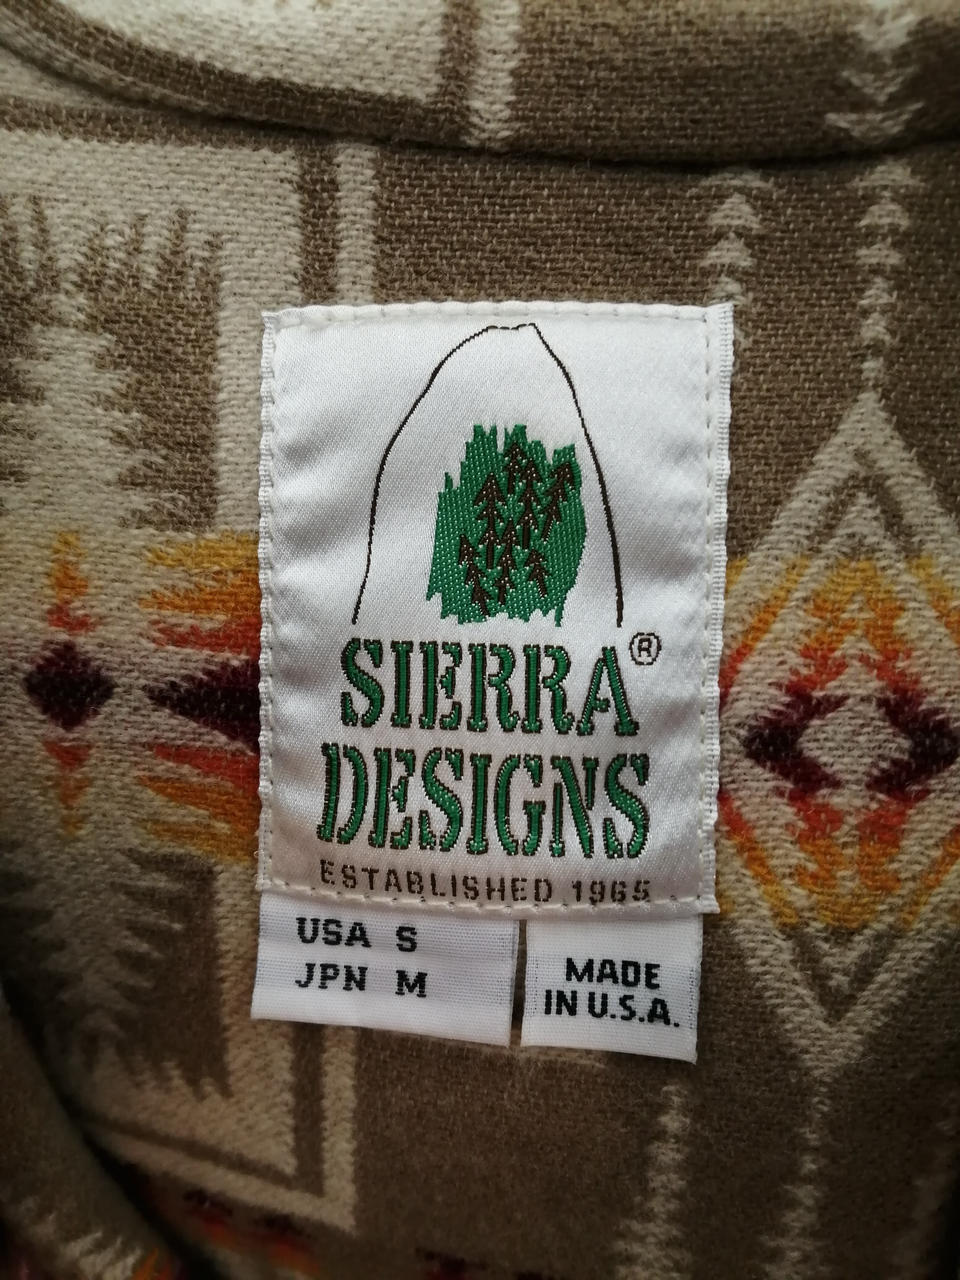 SIERRA®
DESIGNS
ESTABLISHED 1965
USA S
JPN M
MADE
IN U.S.A.